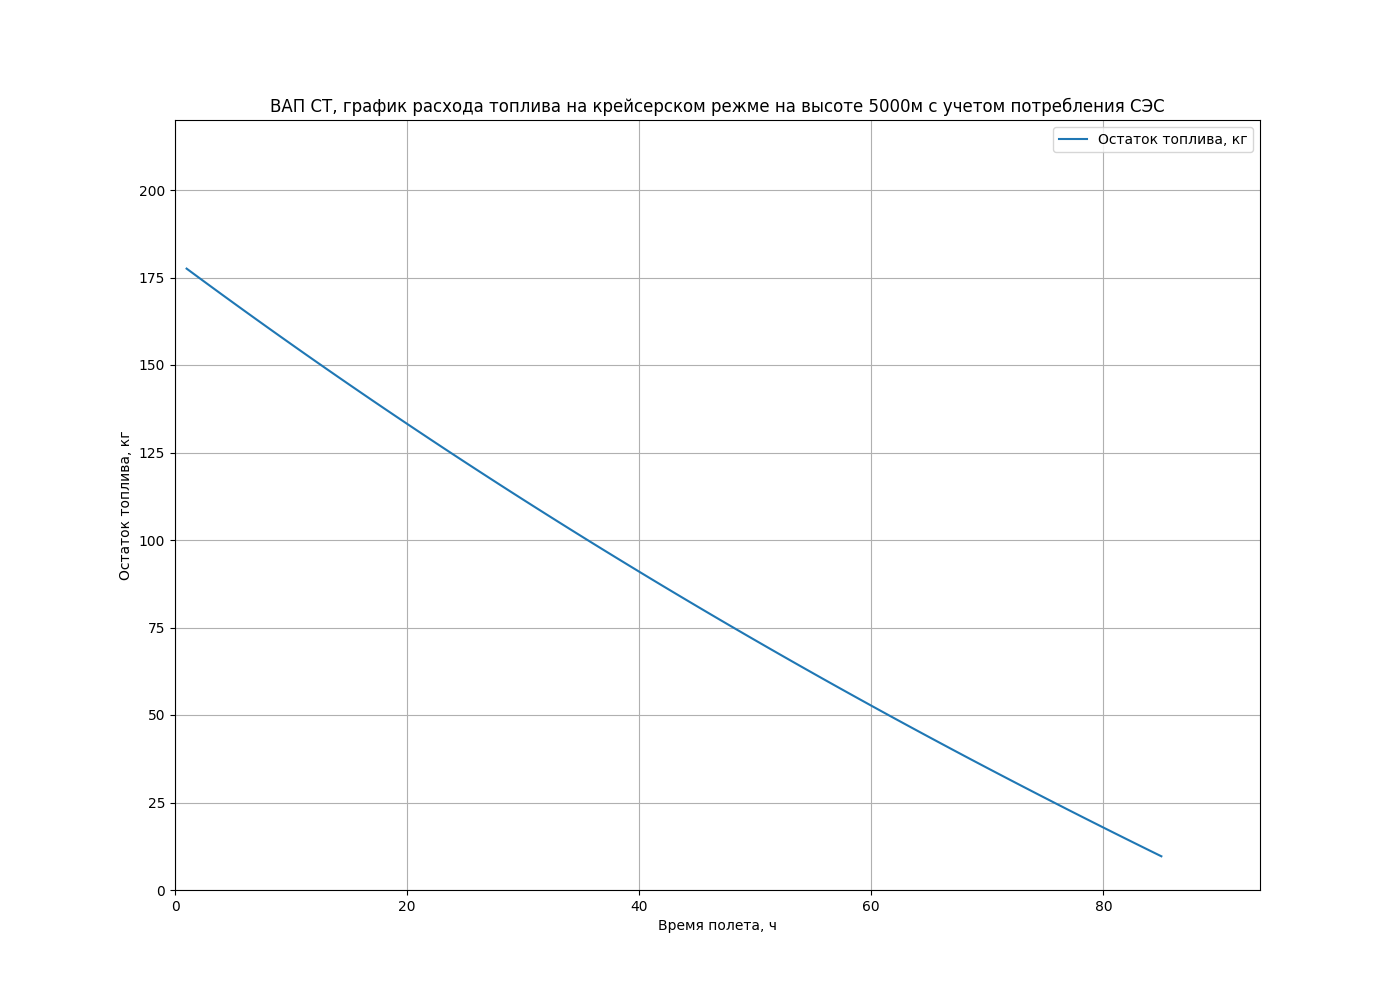 ВАП СТ, график расхода топлива на крейсерском режме на высоте 5000м с учетом потребления СЭС
Остаток топлива, кг
200
175
150
125
100
75
50
25
0
Остаток топлива, кг
0 20 40 60 80
Время полета, ч